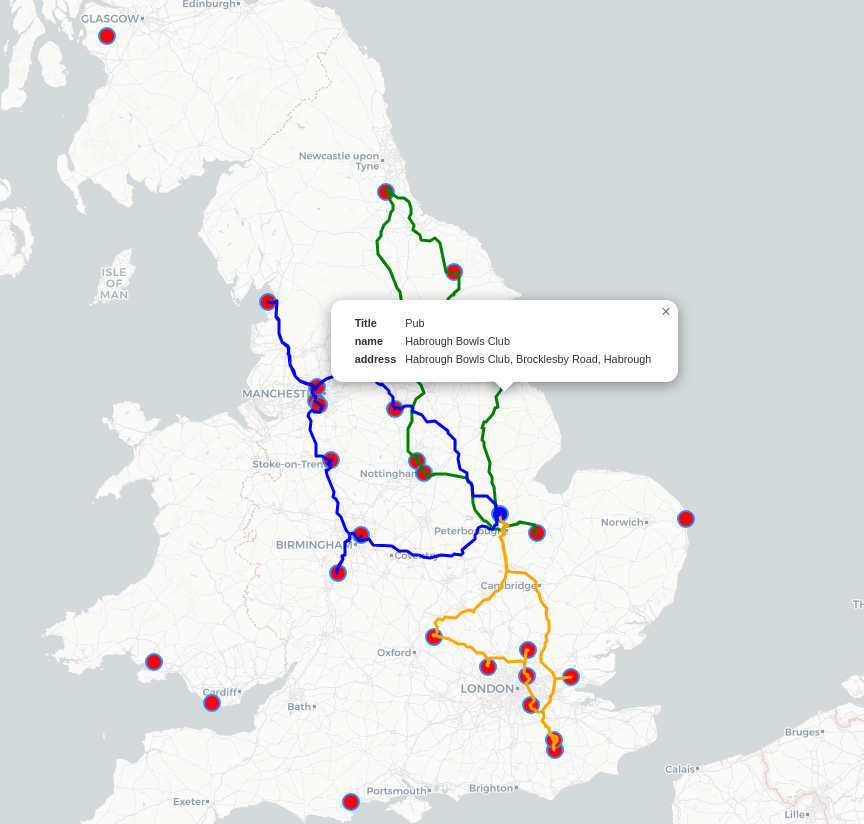 Edinburgh
GLASGOW
Newcastle upon
Tyne
ISLE
OF
MAN
×
Title Pub
name Habrough Bowls Club
address Habrough Bowls Club, Brocklesby Road, Habrough
MANCHEST
Stoke-on-Tren
Nottingham
Norwich
Peterborough
BIRMINGHAM
Coventry
Cambridge
TH
Oxford
LONDON
Cardiff
Bath
Bruges
Calais
Portsmouth
Brighton
Exeter
Lille